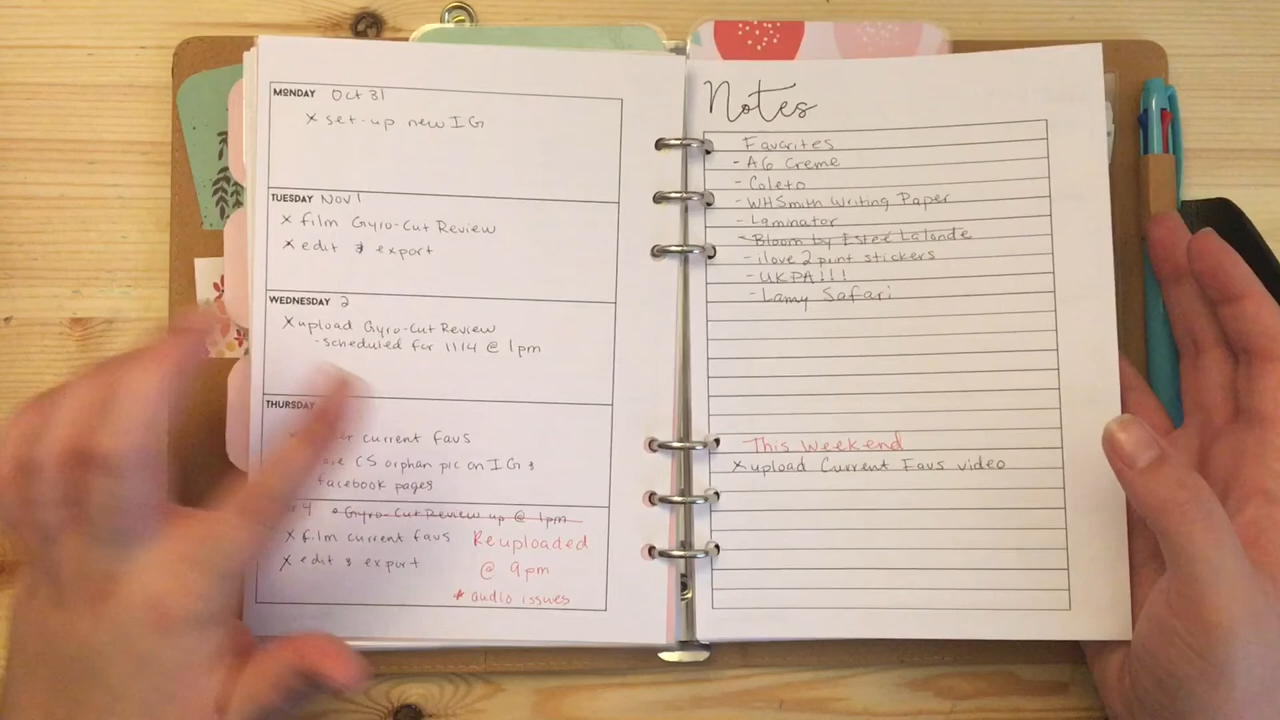 MONDAY Oct 31
x set-up new IG
TUESDAY Nov 1
x film Gyro-Cut Review
x edit & export
WEDNESDAY 2
x upload Gyro-Cut Review
- scheduled for 11/4 @ 1pm
THURSDAY
current favs
CS orphan pic on IG &
facebook pages
4 Gyro-Cut Review up @ 1pm
x film current favs
x edit & export
Reuploaded
@ 9pm
* audio issues
Notes
Favorites
- A6 Creme
- Coleto
- WHSmith Writing Paper
- Laminator
- Bloom by Estee Lalonde
- ilove2print stickers
- UKPA!!!
- Lamy Safari
This Weekend
x upload Current Favs video